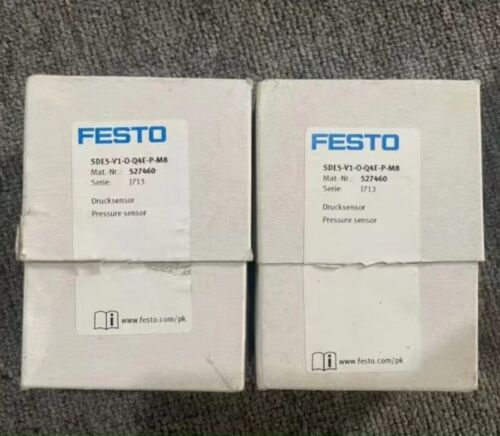 FESTO
SDE5-V1-O-Q4E-P-M8
Mat.-Nr.: 527460
Serie: J713
Drucksensor
Pressure sensor
www.festo.com/pk
FESTO
SDE5-V1-O-Q4E-P-M8
Mat.-Nr.: 527460
Serie: J713
Drucksensor
Pressure sensor
www.festo.com/pk